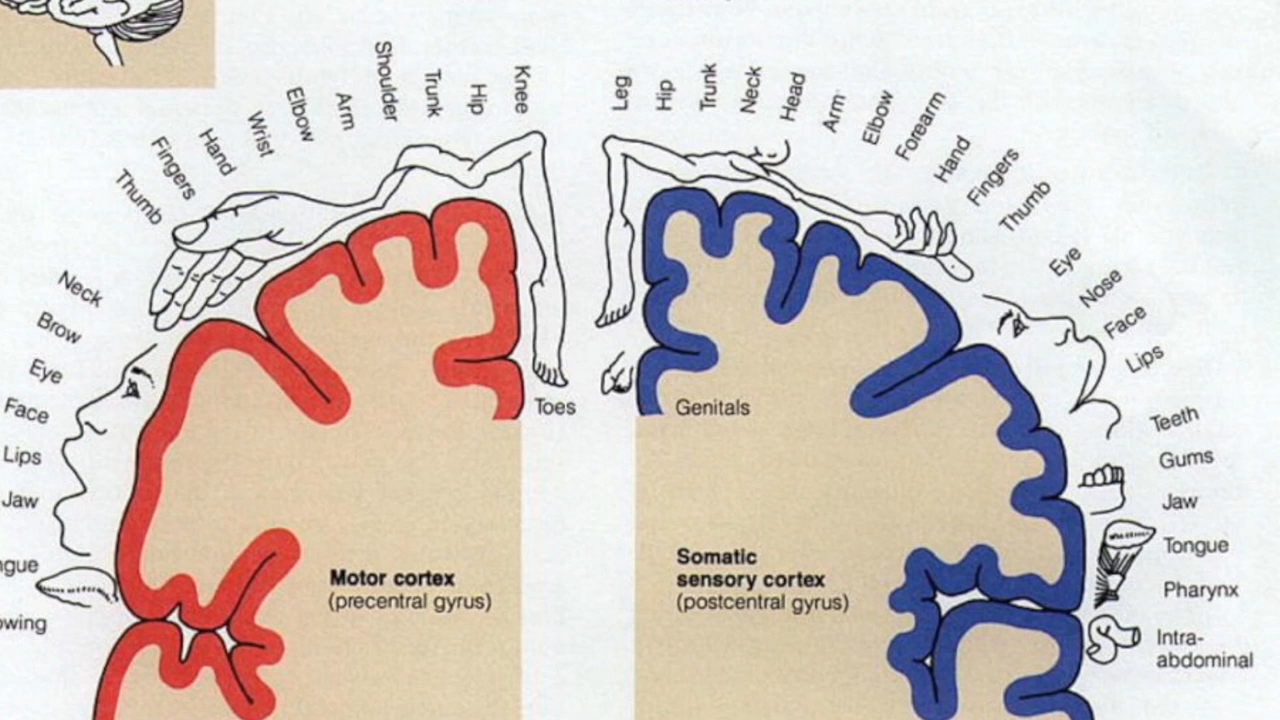 Shoulder
Trunk
Hip
Knee
Elbow
Arm
Wrist
Hand
Fingers
Thumb
Neck
Brow
Eye
Face
Lips
Jaw
ngue
owing
Toes
Motor cortex
(precentral gyrus)
Leg
Hip
Trunk
Neck
Head
Arm
Elbow
Forearm
Hand
Fingers
Thumb
Eye
Nose
Face
Lips
Teeth
Gums
Jaw
Tongue
Pharynx
Intra-
abdominal
Genitals
Somatic
sensory cortex
(postcentral gyrus)